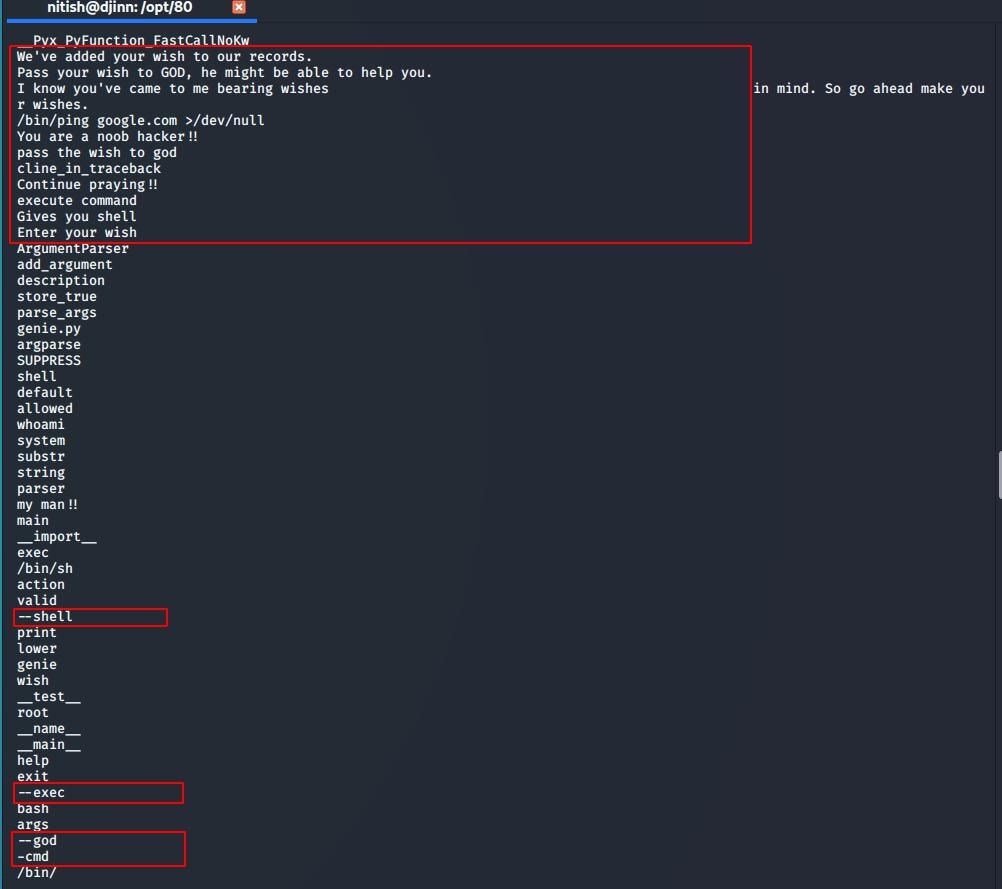 nitish@djinn: /opt/80
__Pyx_PyFunction_FastCallNoKw
We've added your wish to our records.
Pass your wish to GOD, he might be able to help you.
I know you've came to me bearing wishes in mind. So go ahead make you
r wishes.
/bin/ping google.com >/dev/null
You are a noob hacker!!
pass the wish to god
cline_in_traceback
Continue praying!!
execute command
Gives you shell
Enter your wish
ArgumentParser
add_argument
description
store_true
parse_args
genie.py
argparse
SUPPRESS
shell
default
allowed
whoami
system
substr
string
parser
my man!!
main
__import__
exec
/bin/sh
action
valid
--shell
print
lower
genie
wish
__test__
root
__name__
__main__
help
exit
--exec
bash
args
--god
-cmd
/bin/